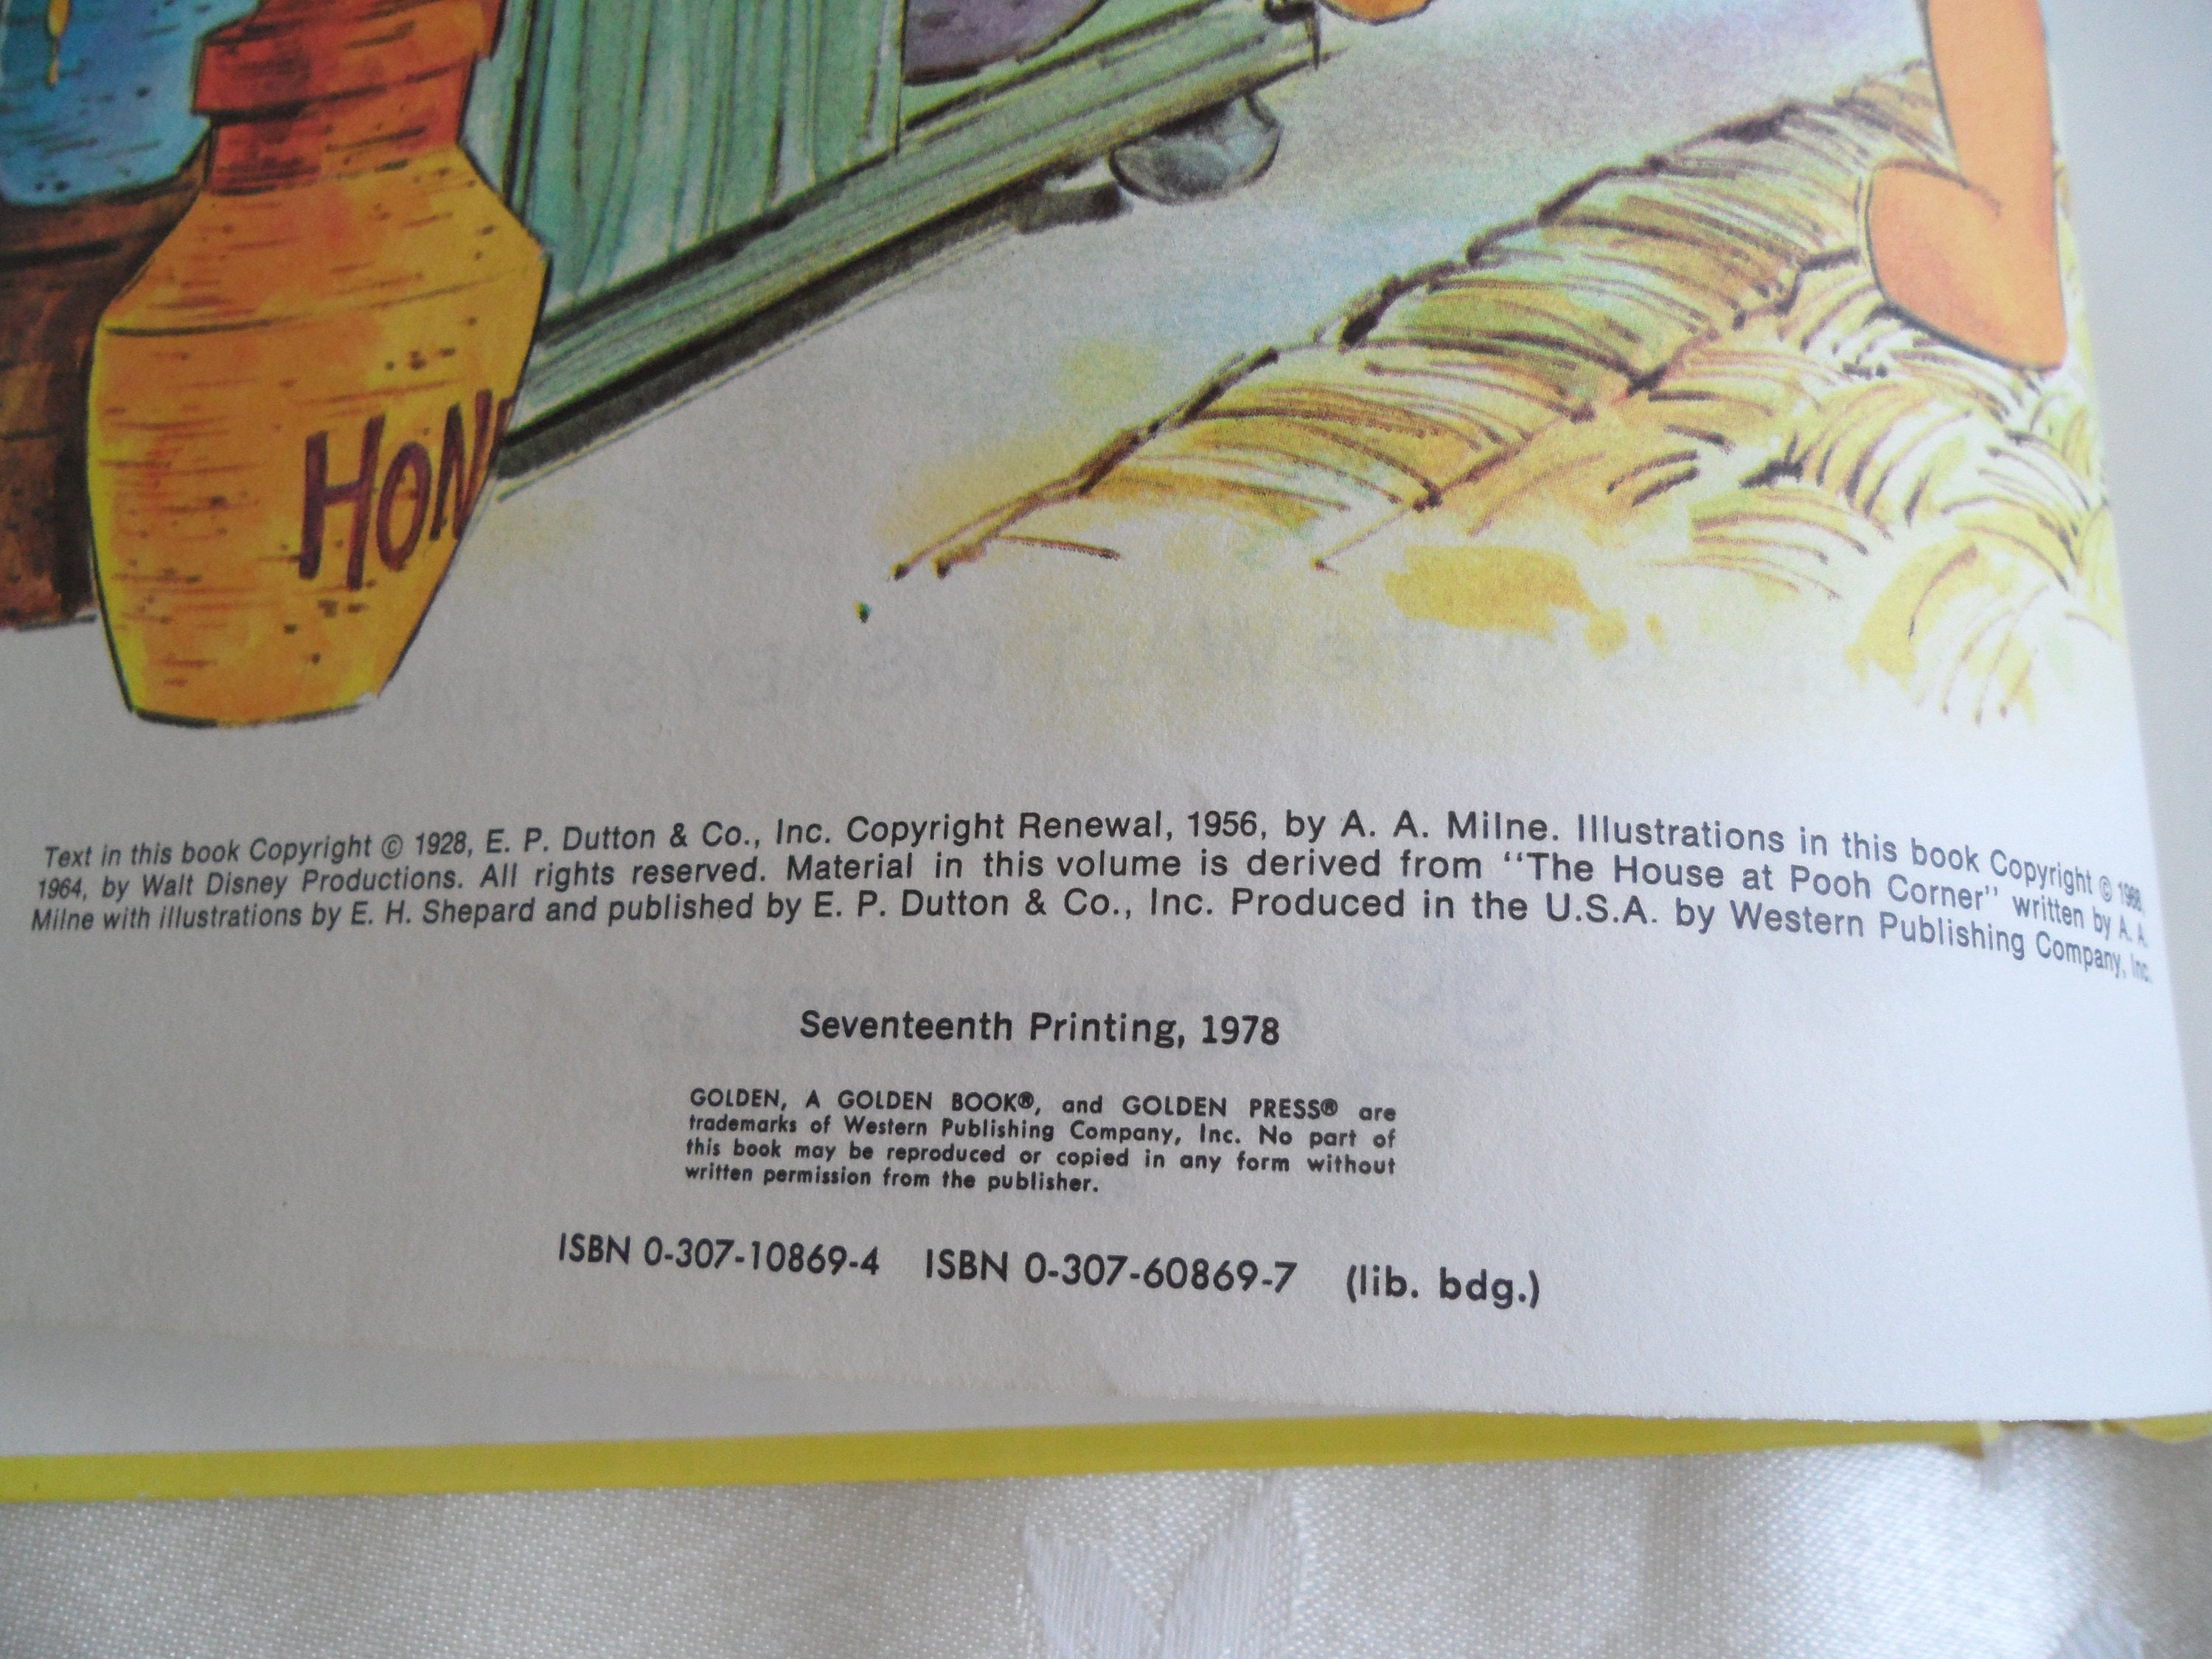 HON
Text in this book Copyright © 1928, E. P. Dutton & Co., Inc. Copyright Renewal, 1956, by A. A. Milne. Illustrations in this book Copyright © 1968,
1964, by Walt Disney Productions. All rights reserved. Material in this volume is derived from “The House at Pooh Corner” written by A. A.
Milne with illustrations by E. H. Shepard and published by E. P. Dutton & Co., Inc. Produced in the U.S.A. by Western Publishing Company, Inc.
Seventeenth Printing, 1978
GOLDEN, A GOLDEN BOOK®, and GOLDEN PRESS® are
trademarks of Western Publishing Company, Inc. No part of
this book may be reproduced or copied in any form without
written permission from the publisher.
ISBN 0-307-10869-4 ISBN 0-307-60869-7 (lib. bdg.)